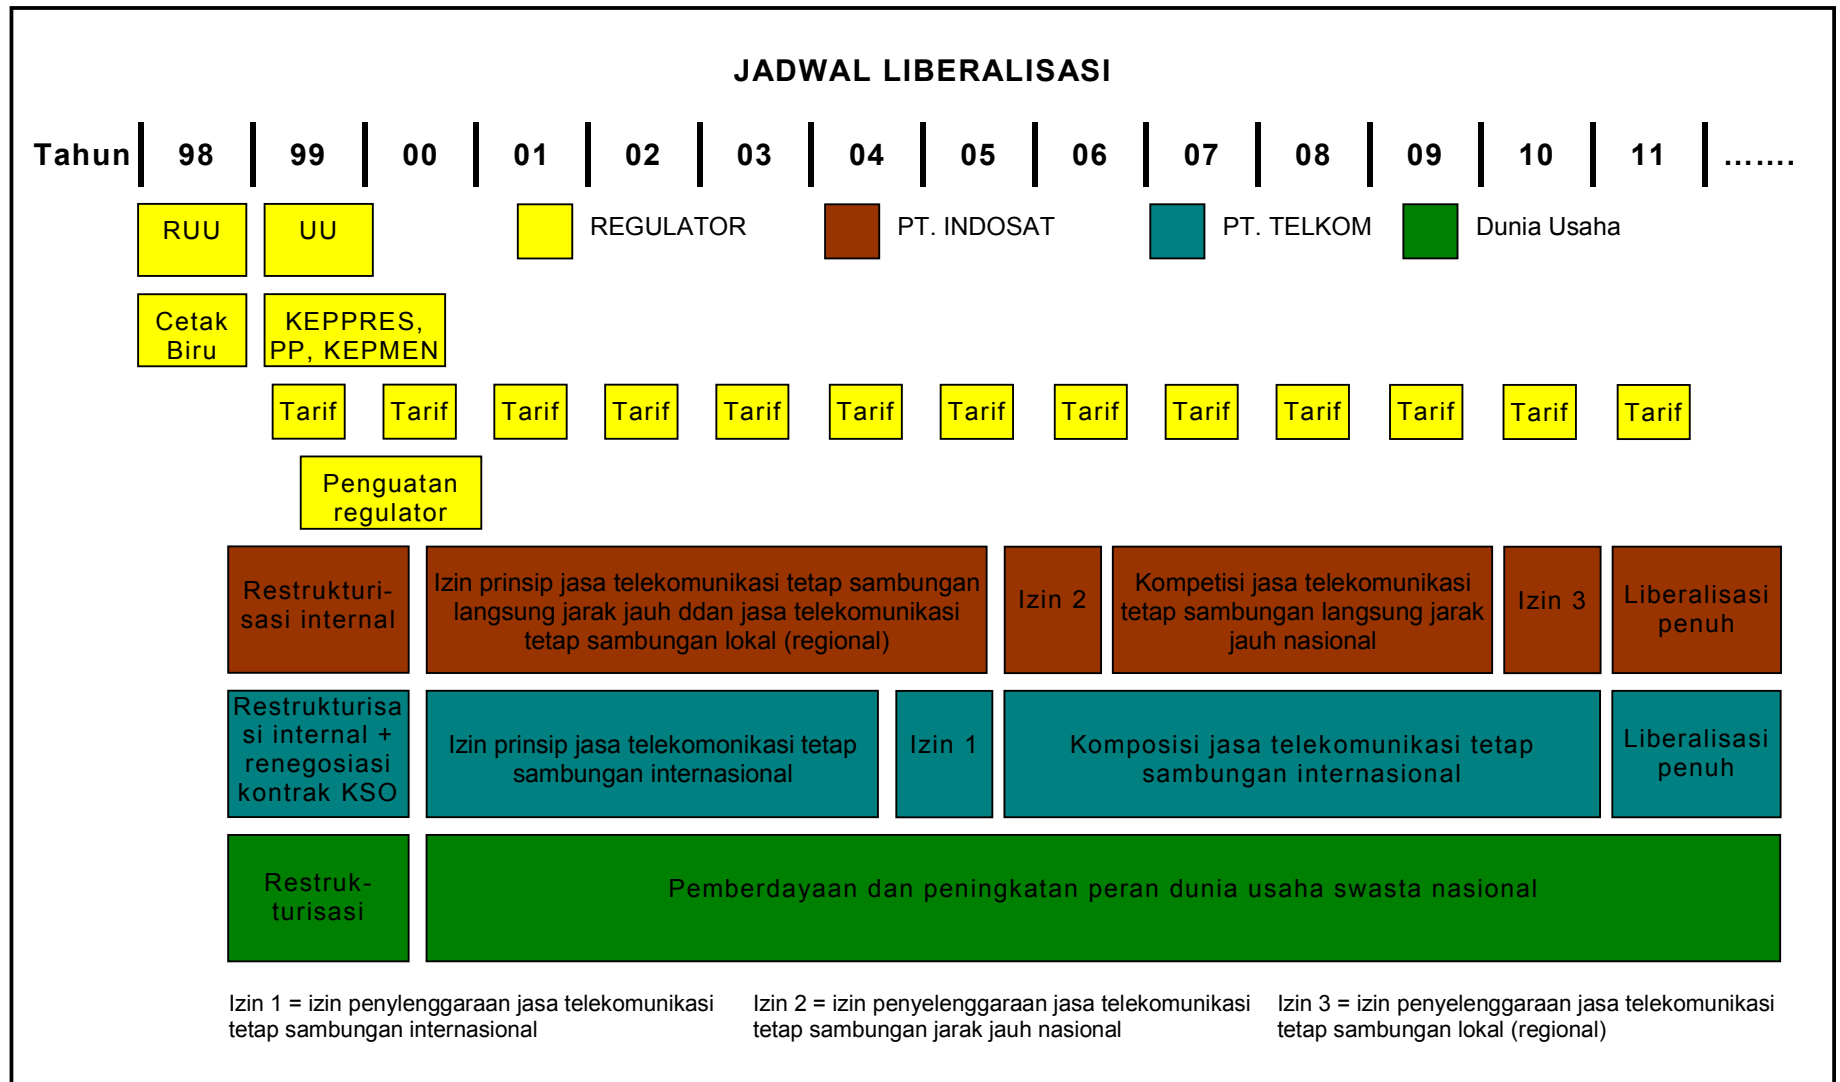 JADWAL LIBERALISASI
Tahun 98 99 00 01 02 03 04 05 06 07 08 09 10 11 .......
RUU
UU
REGULATOR
PT. INDOSAT
PT. TELKOM
Dunia Usaha
Cetak
Biru
KEPPRES,
PP, KEPMEN
Tarif Tarif Tarif Tarif Tarif Tarif Tarif Tarif Tarif Tarif Tarif Tarif Tarif
Penguatan
regulator
Restrukturi-
sasi internal
Izin prinsip jasa telekomunikasi tetap sambungan
langsung jarak jauh ddan jasa telekomunikasi
tetap sambungan lokal (regional)
Izin 2
Kompetisi jasa telekomunikasi
tetap sambungan langsung jarak
jauh nasional
Izin 3
Liberalisasi
penuh
Restrukturisa
si internal +
renegosiasi
kontrak KSO
Izin prinsip jasa telekomonikasi tetap
sambungan internasional
Izin 1
Komposisi jasa telekomunikasi tetap
sambungan internasional
Liberalisasi
penuh
Restruk-
turisasi
Pemberdayaan dan peningkatan peran dunia usaha swasta nasional
Izin 1 = izin penylenggaraan jasa telekomunikasi
tetap sambungan internasional
Izin 2 = izin penyelenggaraan jasa telekomunikasi
tetap sambungan jarak jauh nasional
Izin 3 = izin penyelenggaraan jasa telekomunikasi
tetap sambungan lokal (regional)